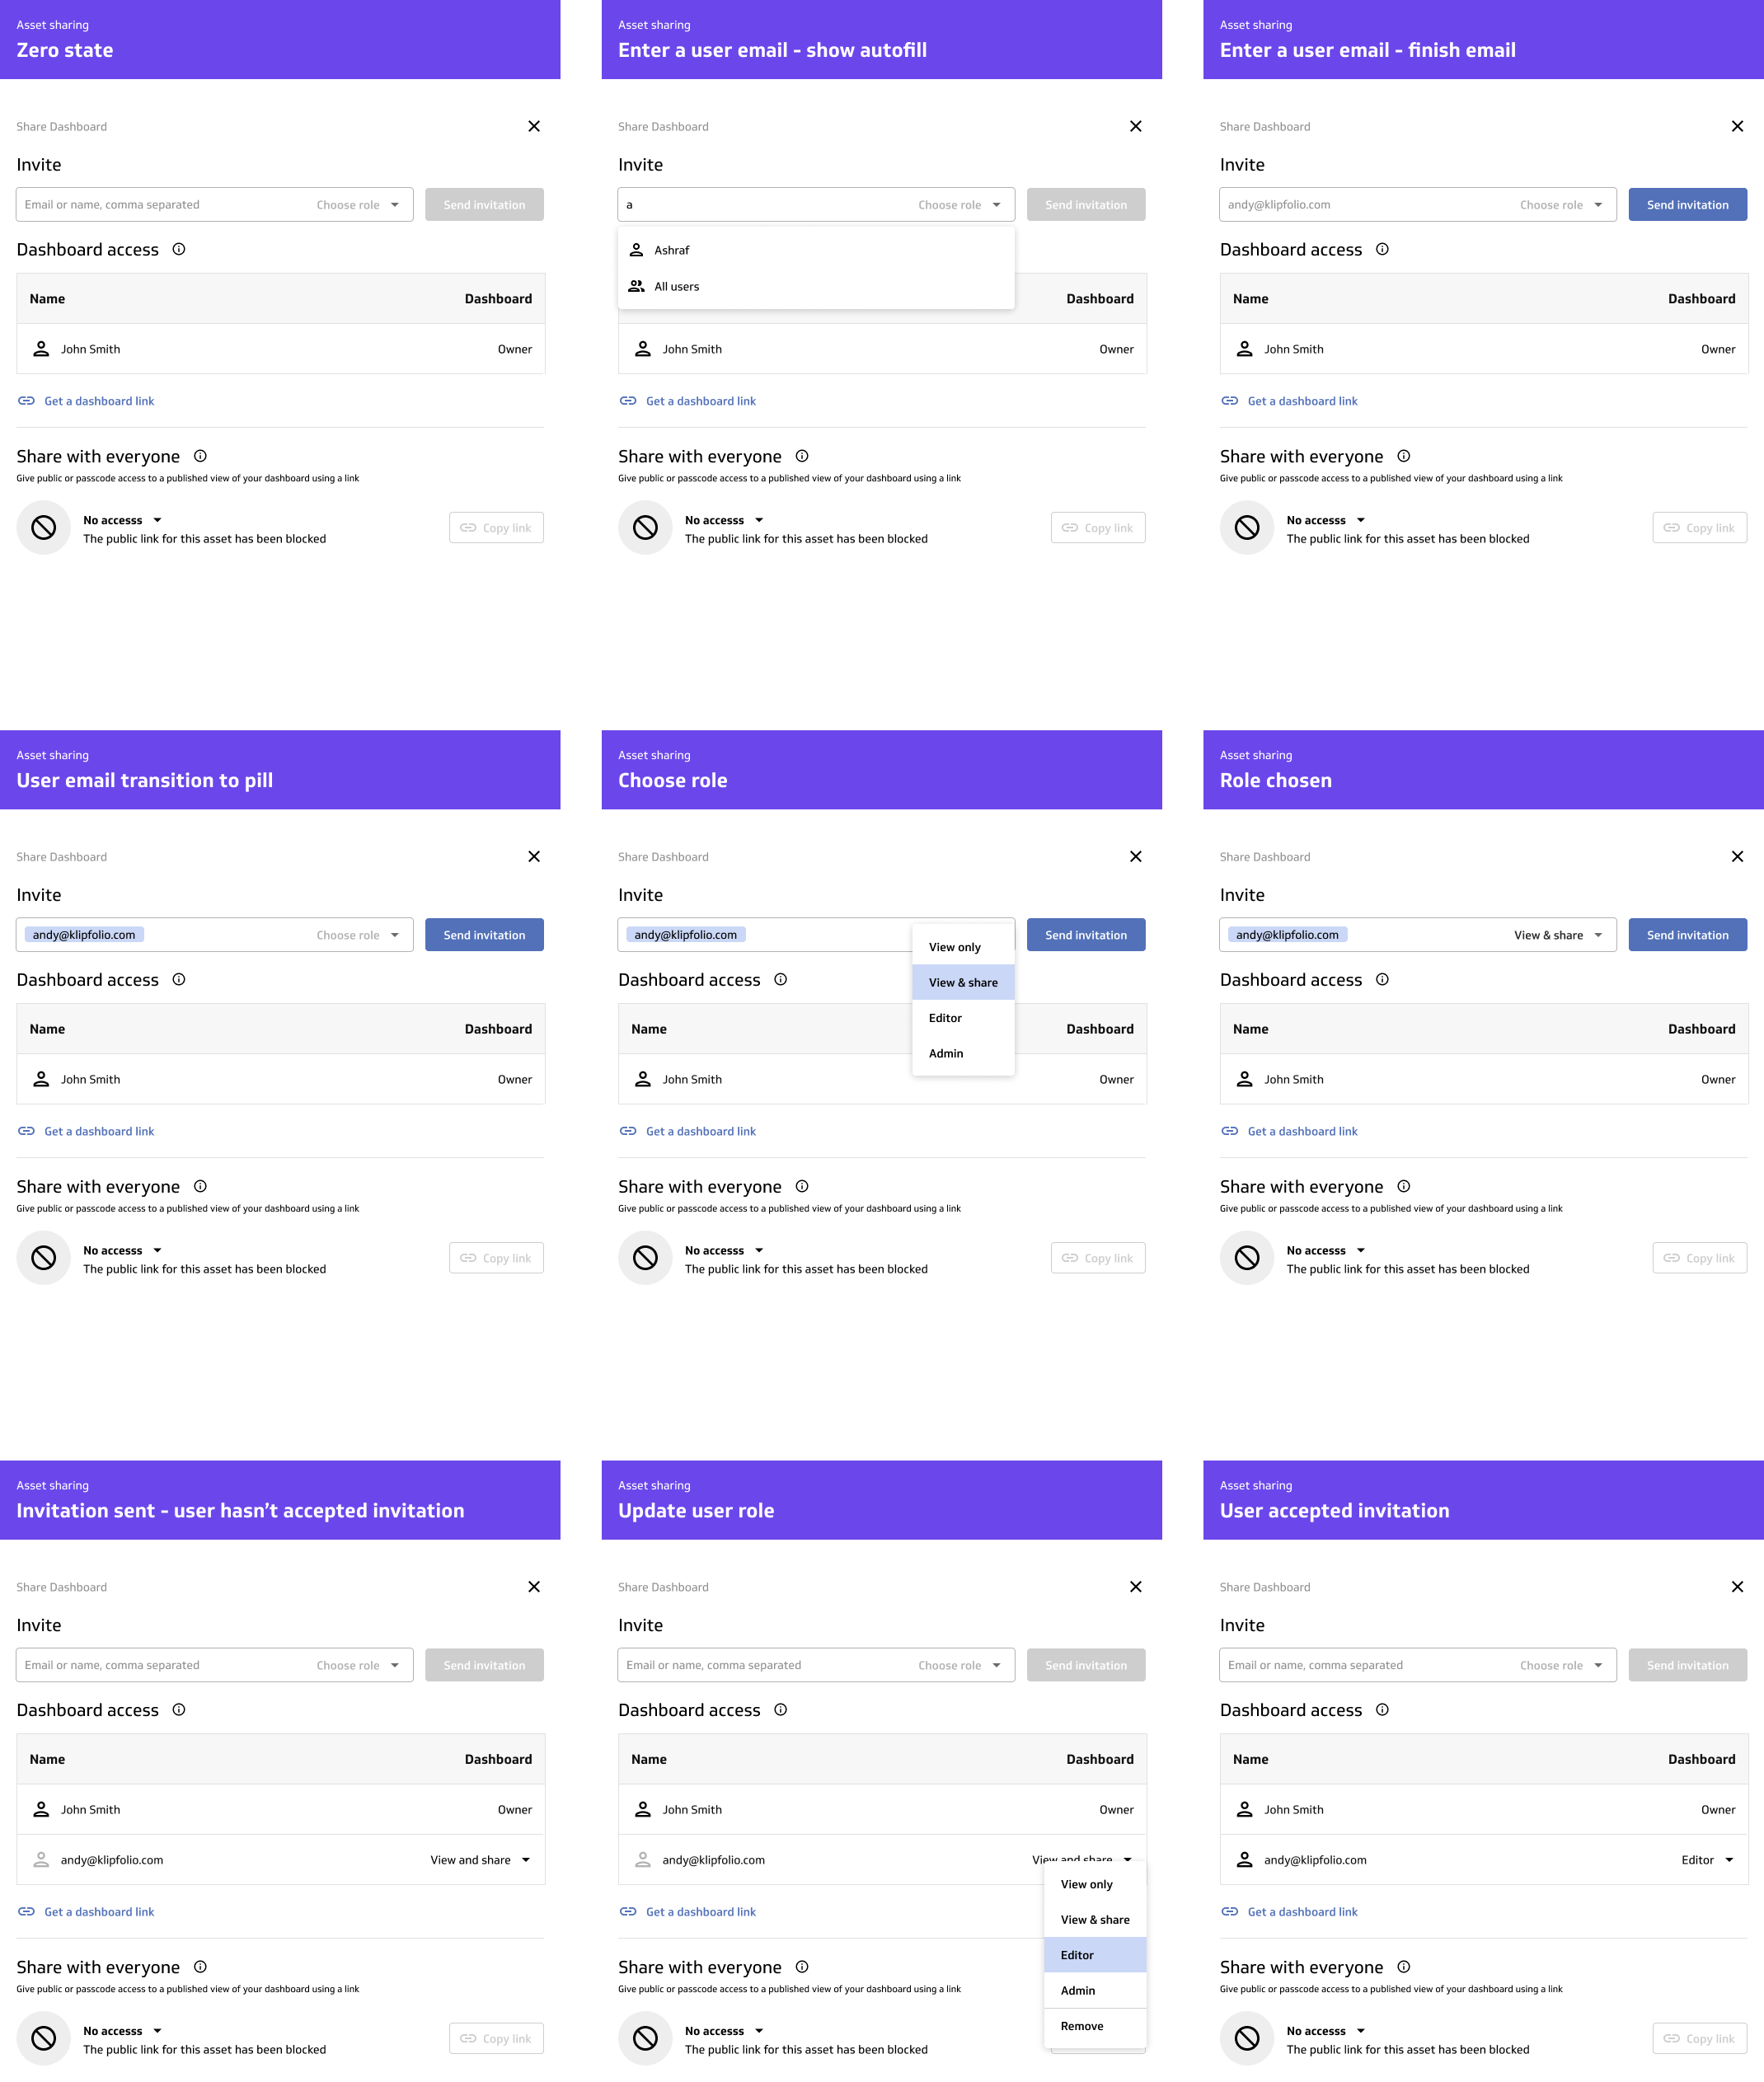 Asset sharing
Zero state
Share Dashboard
Invite
Email or name, comma separated
Choose role
Send invitation
Dashboard access
Name
Dashboard
John Smith
Owner
Get a dashboard link
Share with everyone
Give public or passcode access to a published view of your dashboard using a link
No accesss
The public link for this asset has been blocked
Copy link
Asset sharing
Enter a user email - show autofill
Share Dashboard
Invite
a
Choose role
Send invitation
Ashraf
All users
Dashboard
John Smith
Owner
Get a dashboard link
Share with everyone
Give public or passcode access to a published view of your dashboard using a link
No accesss
The public link for this asset has been blocked
Copy link
Asset sharing
Enter a user email - finish email
Share Dashboard
Invite
andy@klipfolio.com
Choose role
Send invitation
Dashboard access
Name
Dashboard
John Smith
Owner
Get a dashboard link
Share with everyone
Give public or passcode access to a published view of your dashboard using a link
No accesss
The public link for this asset has been blocked
Copy link
Asset sharing
User email transition to pill
Share Dashboard
Invite
andy@klipfolio.com
Choose role
Send invitation
Dashboard access
Name
Dashboard
John Smith
Owner
Get a dashboard link
Share with everyone
Give public or passcode access to a published view of your dashboard using a link
No accesss
The public link for this asset has been blocked
Copy link
Asset sharing
Choose role
Share Dashboard
Invite
andy@klipfolio.com
Send invitation
View only
View & share
Editor
Admin
Dashboard access
Name
Dashboard
John Smith
Owner
Get a dashboard link
Share with everyone
Give public or passcode access to a published view of your dashboard using a link
No accesss
The public link for this asset has been blocked
Copy link
Asset sharing
Role chosen
Share Dashboard
Invite
andy@klipfolio.com
View & share
Send invitation
Dashboard access
Name
Dashboard
John Smith
Owner
Get a dashboard link
Share with everyone
Give public or passcode access to a published view of your dashboard using a link
No accesss
The public link for this asset has been blocked
Copy link
Asset sharing
Invitation sent - user hasn’t accepted invitation
Share Dashboard
Invite
Email or name, comma separated
Choose role
Send invitation
Dashboard access
Name
Dashboard
John Smith
Owner
andy@klipfolio.com
View and share
Get a dashboard link
Share with everyone
Give public or passcode access to a published view of your dashboard using a link
No accesss
The public link for this asset has been blocked
Copy link
Asset sharing
Update user role
Share Dashboard
Invite
Email or name, comma separated
Choose role
Send invitation
Dashboard access
Name
Dashboard
John Smith
Owner
andy@klipfolio.com
View and share
View only
View & share
Editor
Admin
Remove
Get a dashboard link
Share with everyone
Give public or passcode access to a published view of your dashboard using a link
No accesss
The public link for this asset has been blocked
Asset sharing
User accepted invitation
Share Dashboard
Invite
Email or name, comma separated
Choose role
Send invitation
Dashboard access
Name
Dashboard
John Smith
Owner
andy@klipfolio.com
Editor
Get a dashboard link
Share with everyone
Give public or passcode access to a published view of your dashboard using a link
No accesss
The public link for this asset has been blocked
Copy link